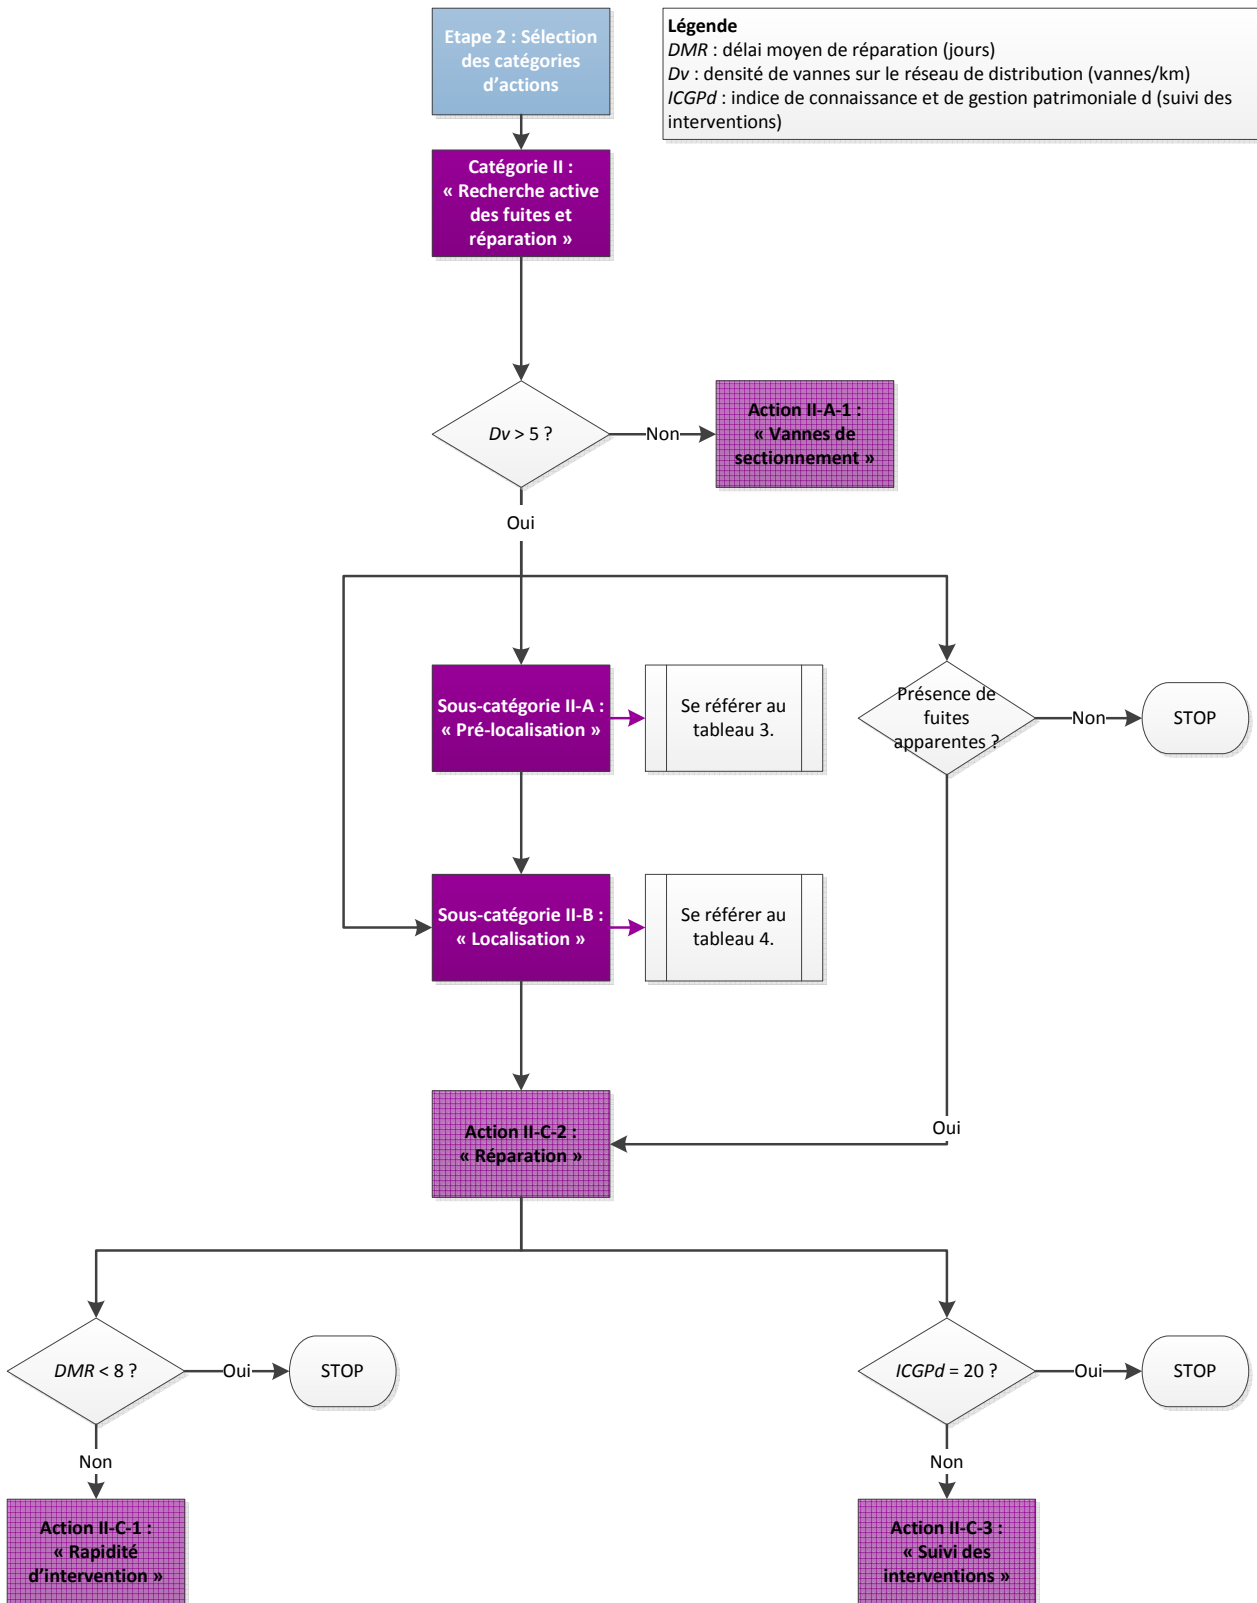 Etape 2 : Sélection
des catégories
d'actions
Légende
DMR : délai moyen de réparation (jours)
Dv : densité de vannes sur le réseau de distribution (vannes/km)
ICGPd : indice de connaissance et de gestion patrimoniale d (suivi des
interventions)
Catégorie II :
« Recherche active
des fuites et
réparation »
Dv > 5 ?
Non
Action II-A-1 :
« Vannes de
sectionnement »
Oui
Sous-catégorie II-A :
« Pré-localisation »
Se référer au
tableau 3.
Présence de
fuites
apparentes ?
Non
STOP
Sous-catégorie II-B :
« Localisation »
Se référer au
tableau 4.
Oui
Action II-C-2 :
« Réparation »
DMR < 8 ?
Oui
STOP
ICGPd = 20 ?
Oui
STOP
Non
Non
Action II-C-1 :
« Rapidité
d'intervention »
Action II-C-3 :
« Suivi des
interventions »